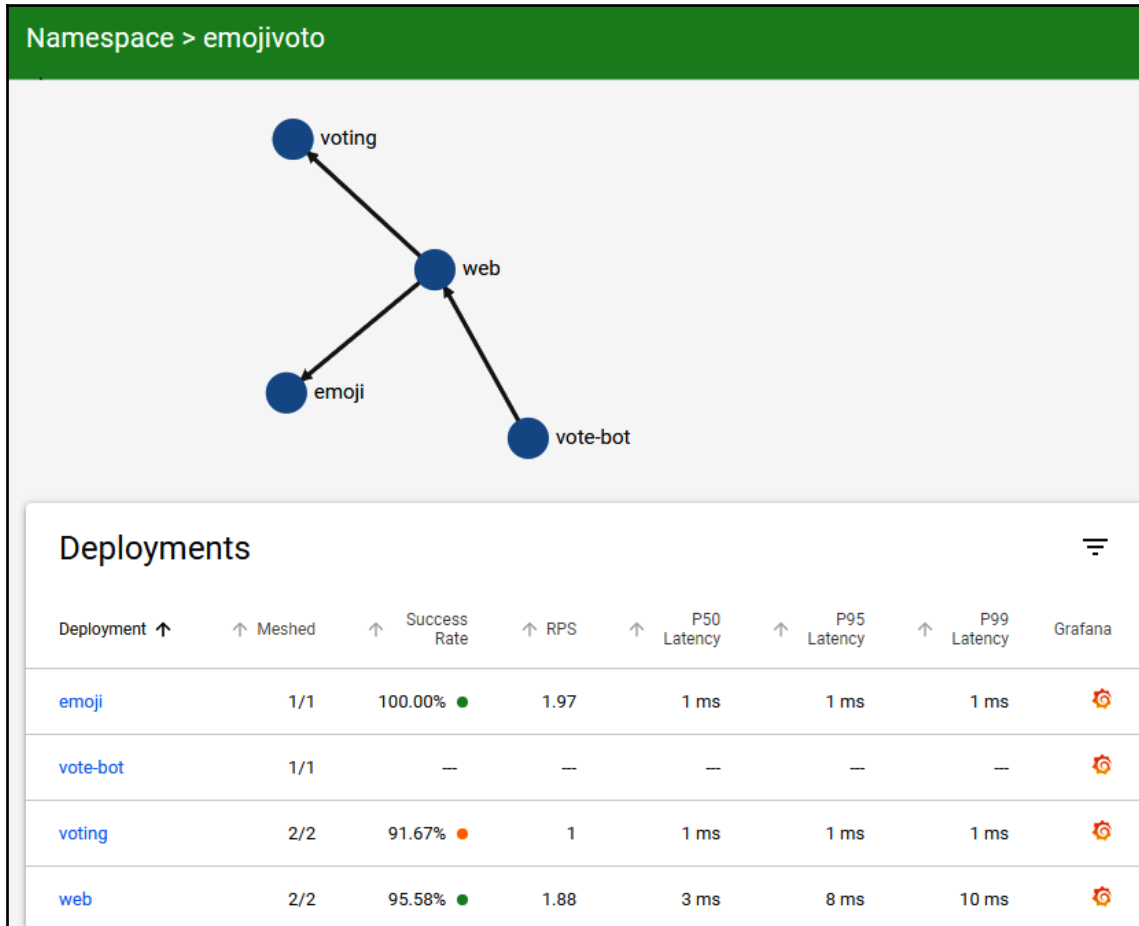 Namespace > emojivoto
voting
web
emoji
vote-bot
Deployments
Deployment ↑ ↑ Meshed ↑ Success Rate ↑ RPS ↑ P50 Latency ↑ P95 Latency ↑ P99 Latency Grafana
emoji 1/1 100.00% 1.97 1 ms 1 ms 1 ms
vote-bot 1/1 --- --- --- --- ---
voting 2/2 91.67% 1 1 ms 1 ms 1 ms
web 2/2 95.58% 1.88 3 ms 8 ms 10 ms